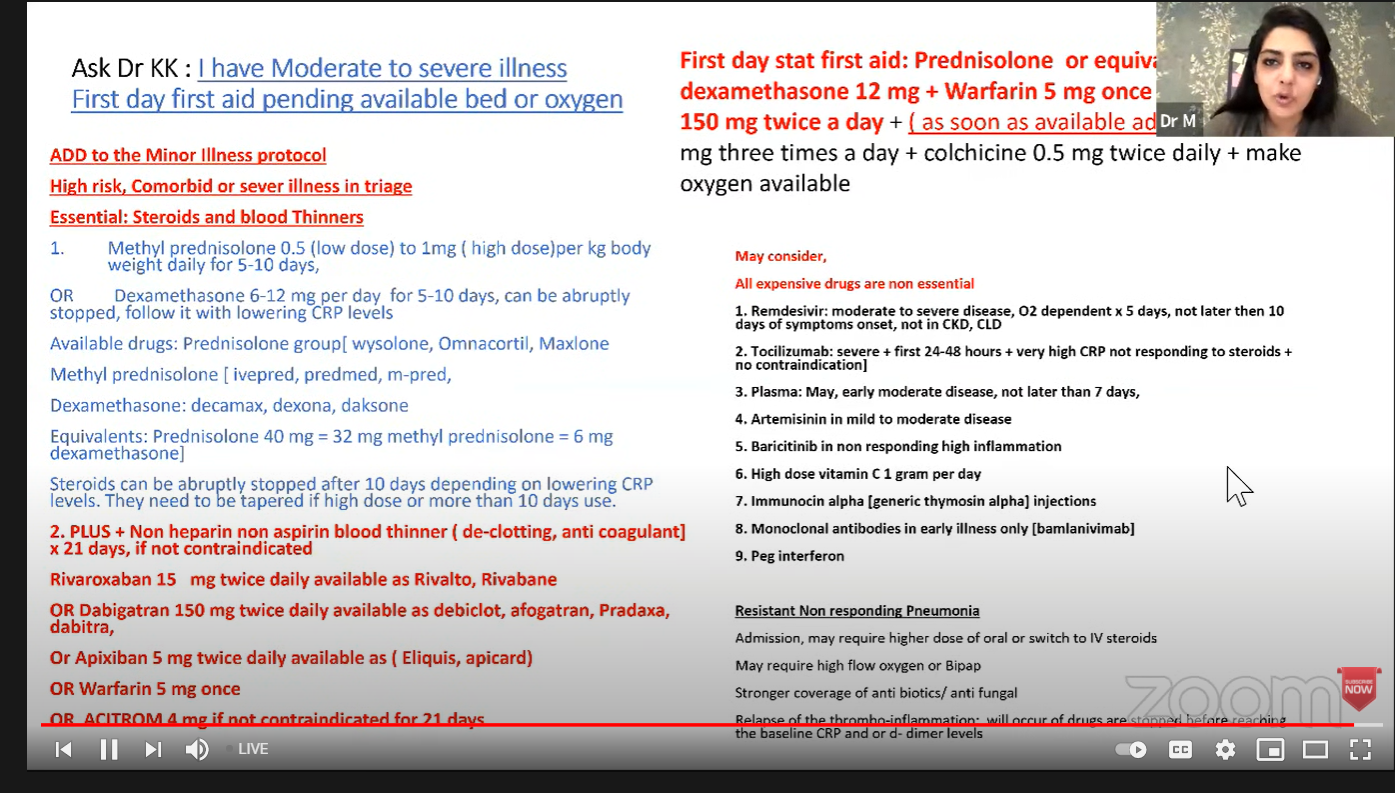 Ask Dr KK : I have Moderate to severe illness
First day first aid pending available bed or oxygen
ADD to the Minor Illness protocol
High risk, Comorbid or sever illness in triage
Essential: Steroids and blood Thinners
1. Methyl prednisolone 0.5 (low dose) to 1mg ( high dose)per kg body
weight daily for 5-10 days,
OR Dexamethasone 6-12 mg per day for 5-10 days, can be abruptly
stopped, follow it with lowering CRP levels
Available drugs: Prednisolone group[ wysolone, Omnacortil, Maxlone
Methyl prednisolone [ ivepred, predmed, m-pred,
Dexamethasone: decamax, dexona, daksone
Equivalents: Prednisolone 40 mg = 32 mg methyl prednisolone = 6 mg
dexamethasone]
Steroids can be abruptly stopped after 10 days depending on lowering CRP
levels. They need to be tapered if high dose or more than 10 days use.
2. PLUS + Non heparin non aspirin blood thinner ( de-clotting, anti coagulant]
x 21 days, if not contraindicated
Rivaroxaban 15 mg twice daily available as Rivalto, Rivabane
OR Dabigatran 150 mg twice daily available as debiclot, afogatran, Pradaxa,
dabitra,
Or Apixiban 5 mg twice daily available as ( Eliquis, apicard)
OR Warfarin 5 mg once
OR ACITROM 4 mg if not contraindicated for 21 days
First day stat first aid: Prednisolone or equiva
dexamethasone 12 mg + Warfarin 5 mg once
150 mg twice a day + ( as soon as available ad
mg three times a day + colchicine 0.5 mg twice daily + make
oxygen available
Dr M
May consider,
All expensive drugs are non essential
1. Remdesivir: moderate to severe disease, O2 dependent x 5 days, not later then 10
days of symptoms onset, not in CKD, CLD
2. Tocilizumab: severe + first 24-48 hours + very high CRP not responding to steroids +
no contraindication]
3. Plasma: May, early moderate disease, not later than 7 days,
4. Artemisinin in mild to moderate disease
5. Baricitinib in non responding high inflammation
6. High dose vitamin C 1 gram per day
7. Immunocin alpha [generic thymosin alpha] injections
8. Monoclonal antibodies in early illness only [bamlanivimab]
9. Peg interferon
Resistant Non responding Pneumonia
Admission, may require higher dose of oral or switch to IV steroids
May require high flow oxygen or Bipap
Stronger coverage of anti biotics/ anti fungal
Relapse of the thrombo-inflammation: will occur of drugs are stopped before reaching
the baseline CRP and or d- dimer levels
zoom
SUBSCRIBE
NOW
LIVE
CC